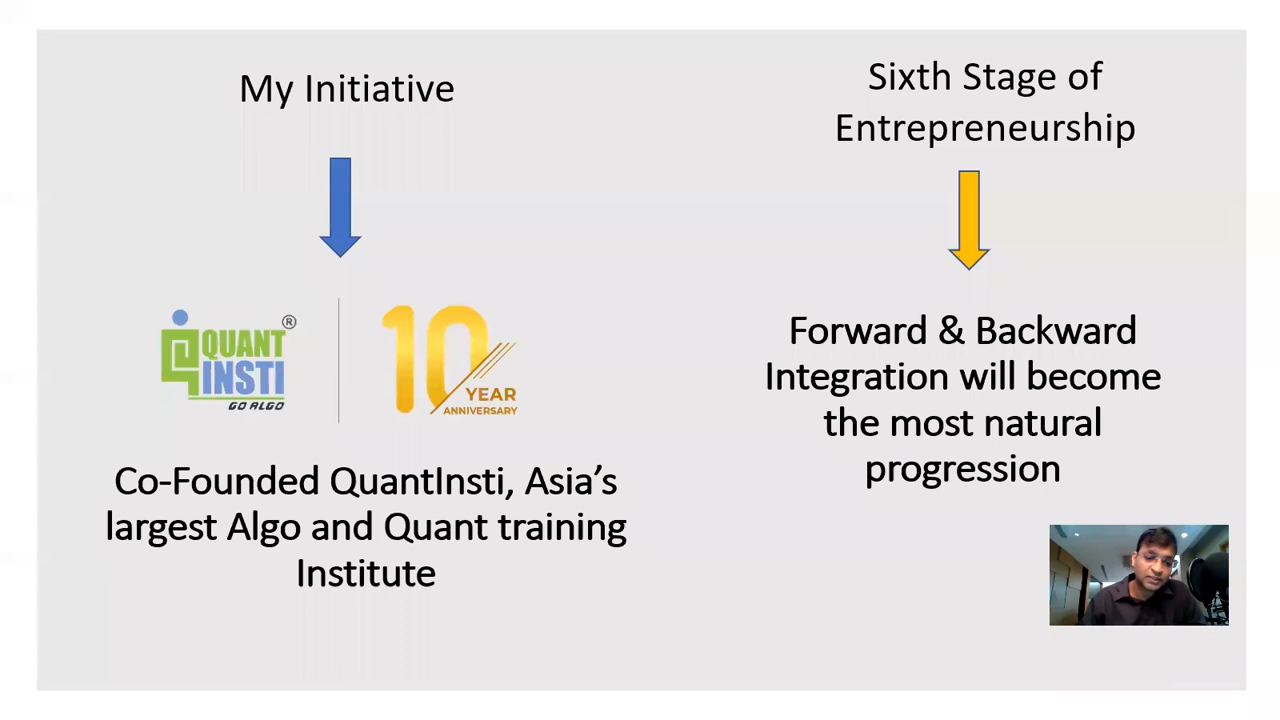 My Initiative
QUANT
INSTI
®
GO ALGO
10
YEAR
ANNIVERSARY
Co-Founded QuantInsti, Asia’s
largest Algo and Quant training
Institute
Sixth Stage of
Entrepreneurship
Forward & Backward
Integration will become
the most natural
progression